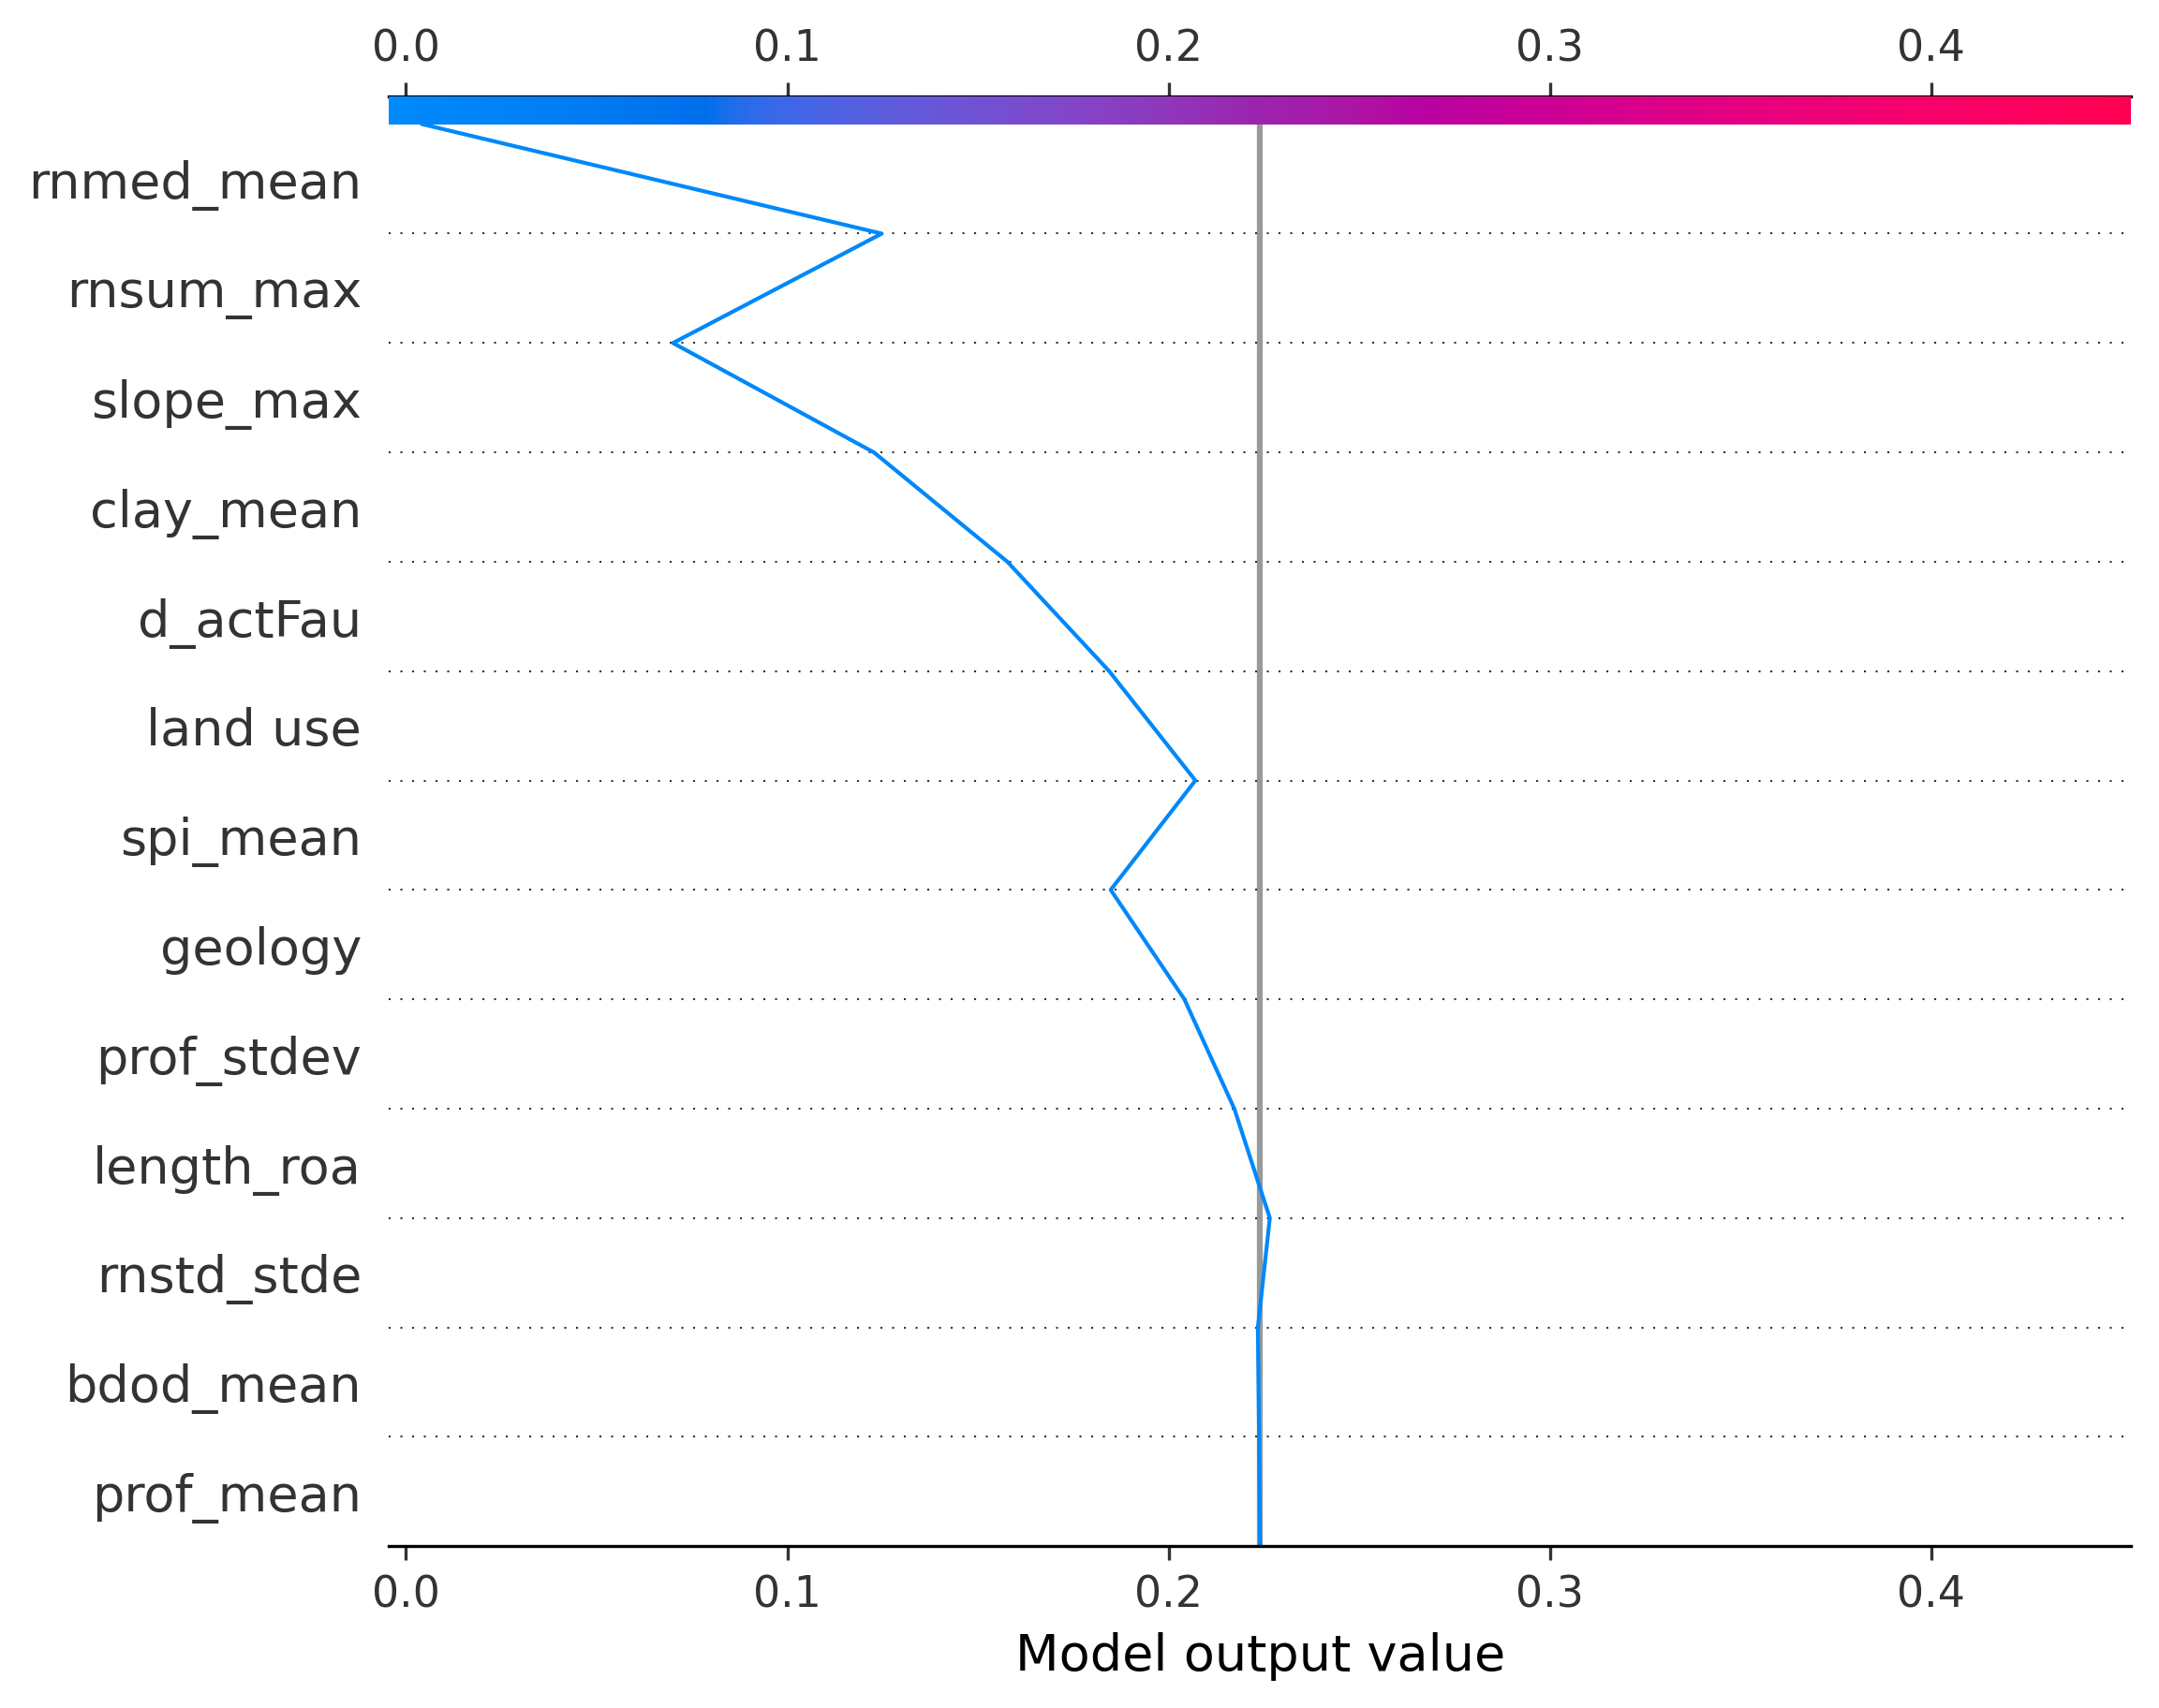 0.0 0.1 0.2 0.3 0.4
rnmed_mean
rnsum_max
slope_max
clay_mean
d_actFau
land use
spi_mean
geology
prof_stdev
length_roa
rnstd_stde
bdod_mean
prof_mean
0.0 0.1 0.2 0.3 0.4
Model output value